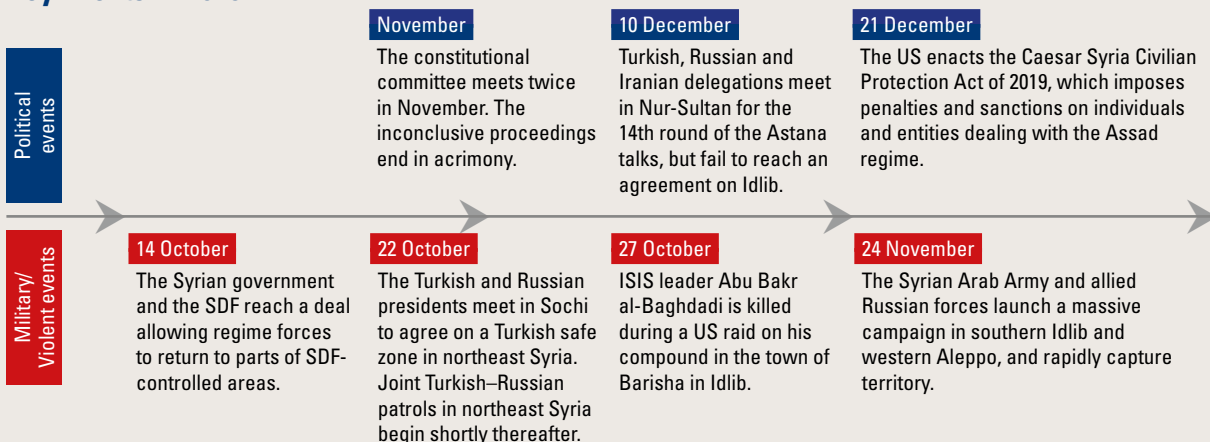 Political
events
November
The constitutional
committee meets twice
in November. The
inconclusive proceedings
end in acrimony.
10 December
Turkish, Russian and
Iranian delegations meet
in Nur-Sultan for the
14th round of the Astana
talks, but fail to reach an
agreement on Idlib.
21 December
The US enacts the Caesar Syria Civilian
Protection Act of 2019, which imposes
penalties and sanctions on individuals
and entities dealing with the Assad
regime.
Military/
Violent events
14 October
The Syrian government
and the SDF reach a deal
allowing regime forces
to return to parts of SDF-
controlled areas.
22 October
The Turkish and Russian
presidents meet in Sochi
to agree on a Turkish safe
zone in northeast Syria.
Joint Turkish–Russian
patrols in northeast Syria
begin shortly thereafter.
27 October
ISIS leader Abu Bakr
al-Baghdadi is killed
during a US raid on his
compound in the town of
Barisha in Idlib.
24 November
The Syrian Arab Army and allied
Russian forces launch a massive
campaign in southern Idlib and
western Aleppo, and rapidly capture
territory.